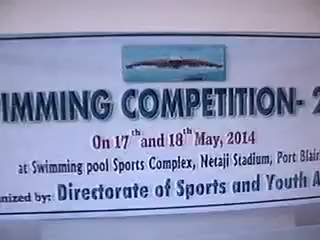 IMMING COMPETITION- 2
On 17th and 18th May, 2014
at Swimming pool Sports Complex, Netaji Stadium, Port Blair
nized by: Directorate of Sports and Youth A